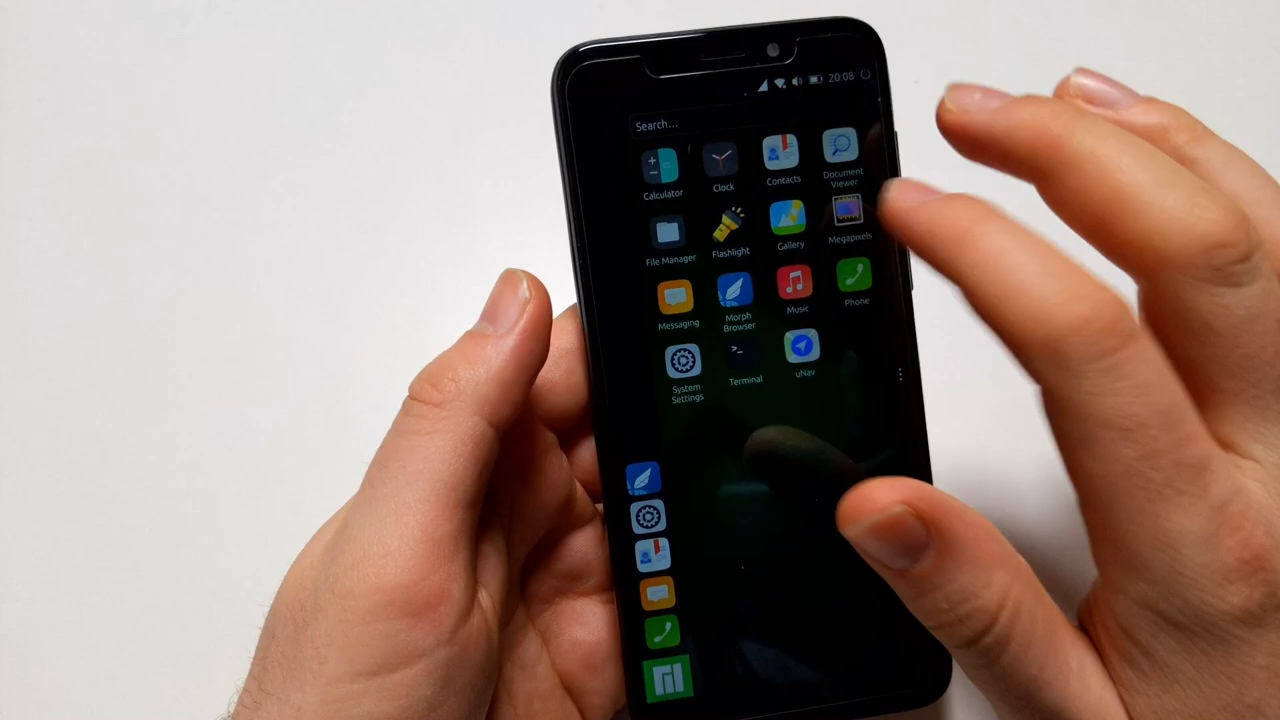 20:08
Search...
Calculator
Clock
Contacts
Document
Viewer
File Manager
Flashlight
Gallery
Megapixels
Messaging
Morph
Browser
Music
Phone
System
Settings
>_
Terminal
uNav